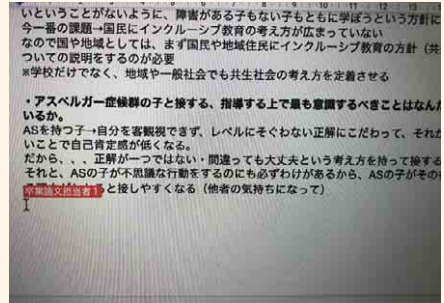 いということがないように、障害がある子もない子もともに学ぼうという方針に
今一番の課題→国民にインクルーシブ教育の考え方が広まっていない
なので国や地域としては、まず国民や地域住民にインクルーシブ教育の方針（共
ついての説明をするのが必要
※学校だけでなく、地域や一般社会でも共生社会の考え方を定着させる
・アスペルガー症候群の子と接する、指導する上で最も意識するべきことはなんだ
いるか。
ASを持つ子→自分を客観視できず、レベルにそぐわない正解にこだわって、それが
いことで自己肯定感が低くなる。
だから、、、正解が一つではない・間違っても大丈夫という考え方を持って接する
それと、ASの子が不思議な行動をするのにも必ずわけがあるから、ASの子がその
卒業論文担当者1 と接しやすくなる（他者の気持ちになって）